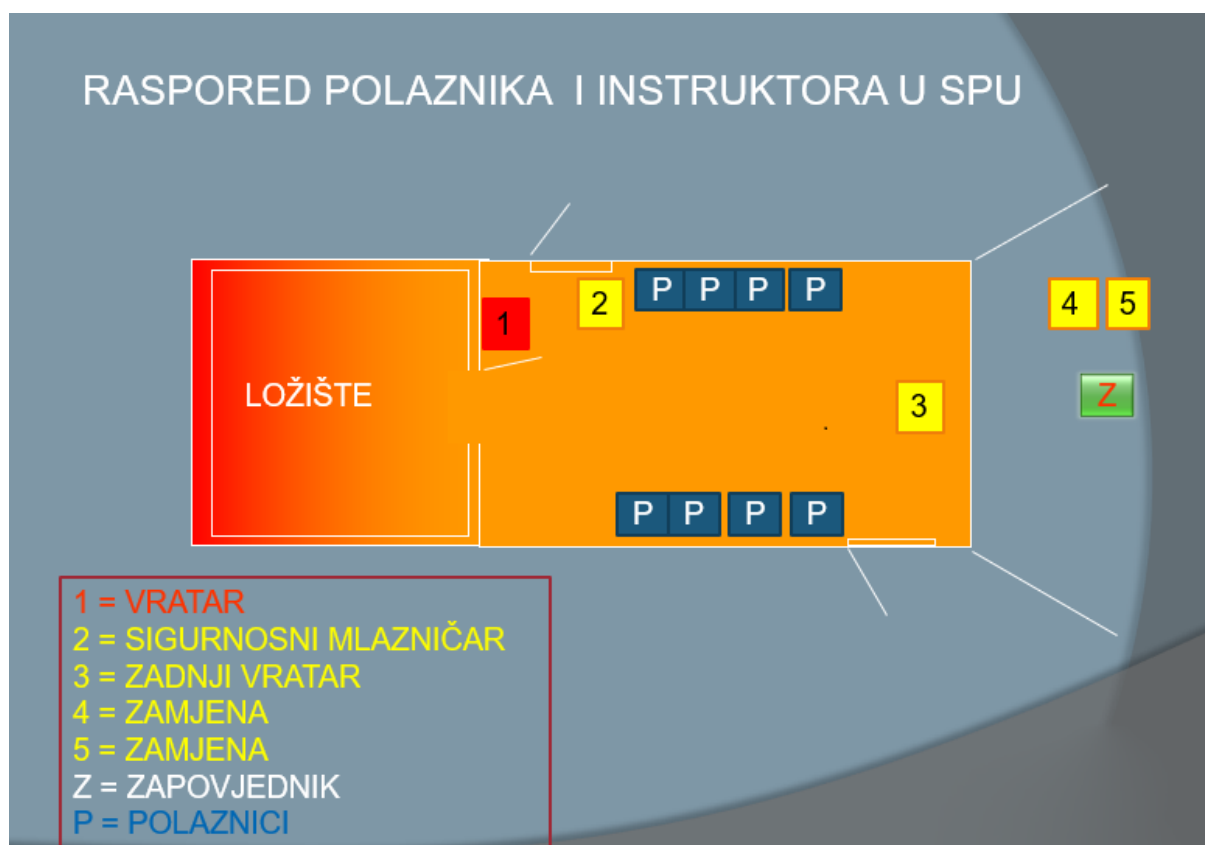 RASPORED POLAZNIKA I INSTRUKTORA U SPU
P P P P
2
4 5
1
LOŽIŠTE
Z
3
P P P P
1 = VRATAR
2 = SIGURNOSNI MLAZNIČAR
3 = ZADNJI VRATAR
4 = ZAMJENA
5 = ZAMJENA
Z = ZAPOVJEDNIK
P = POLAZNICI